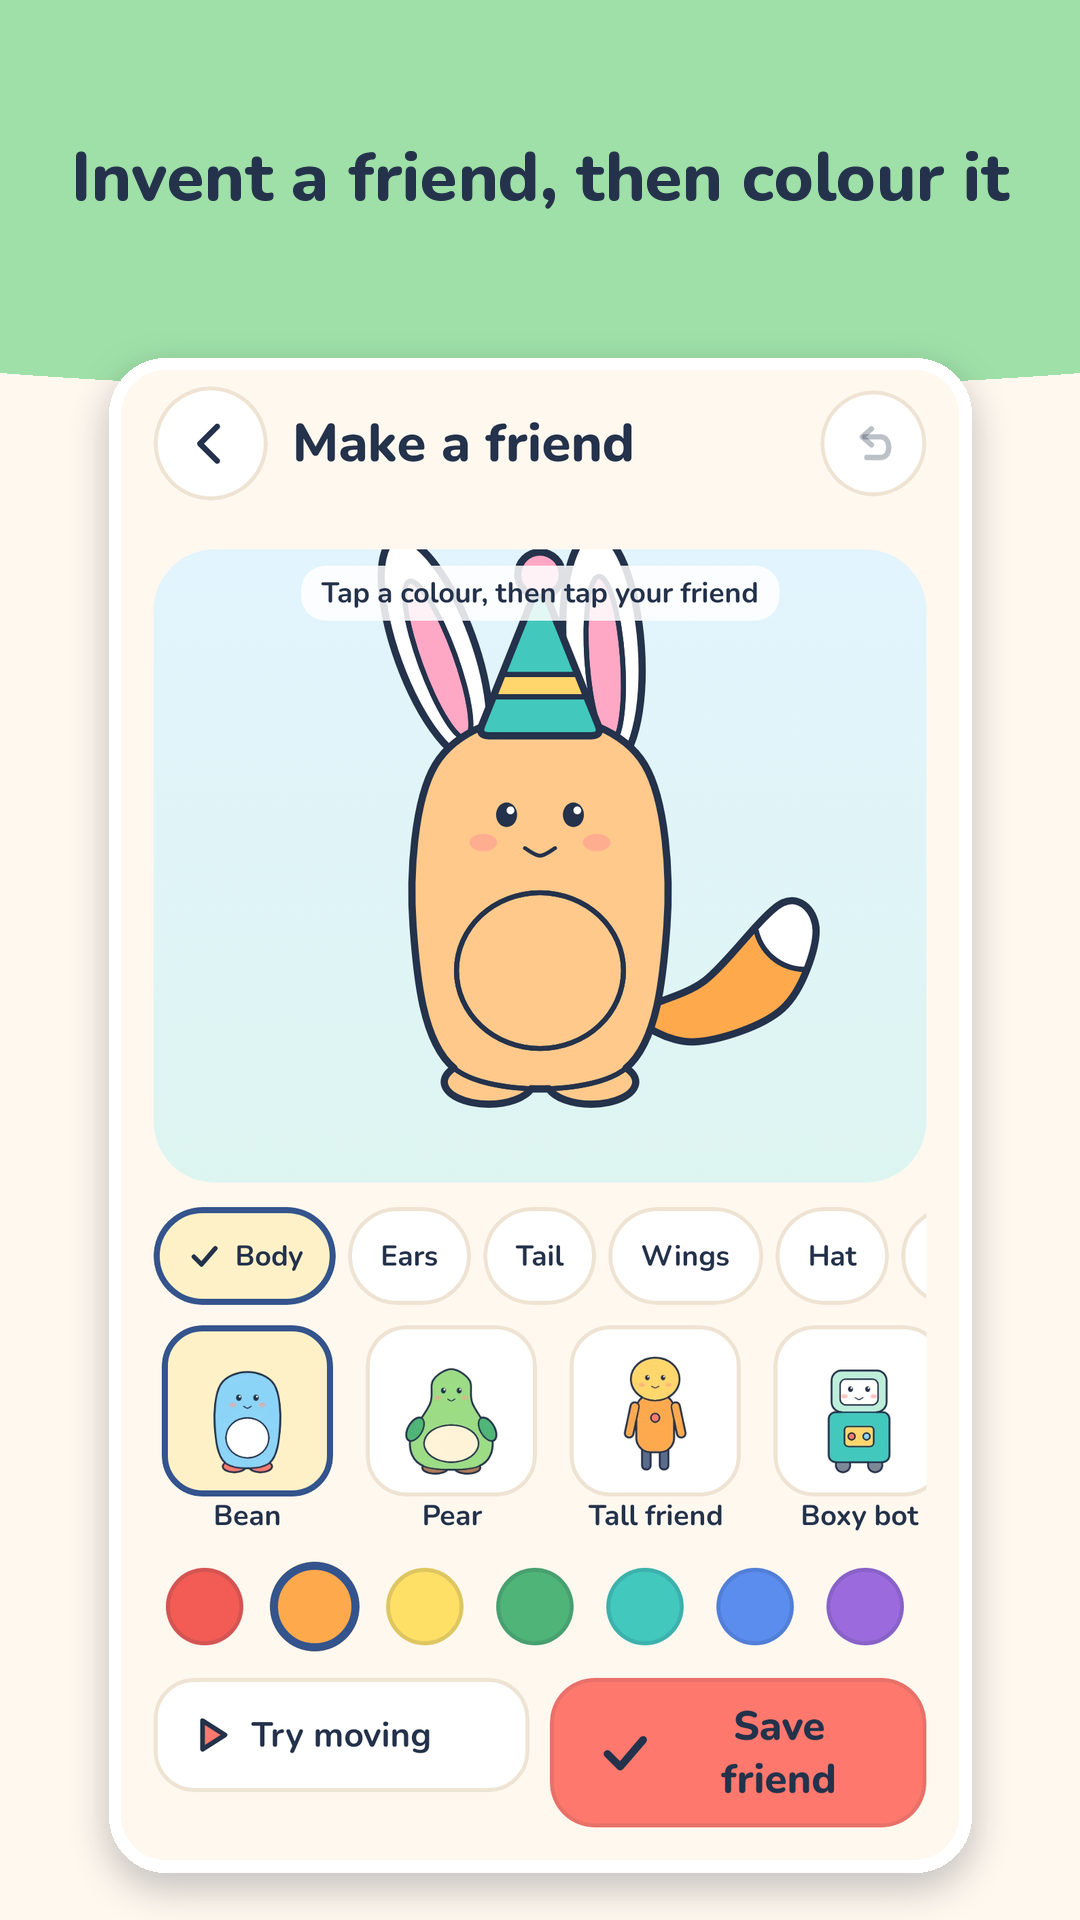 Invent a friend, then colour it
Make a friend
Tap a colour, then tap your friend
Body
Ears
Tail
Wings
Hat
Bean
Pear
Tall friend
Boxy bot
Try moving
Save
friend